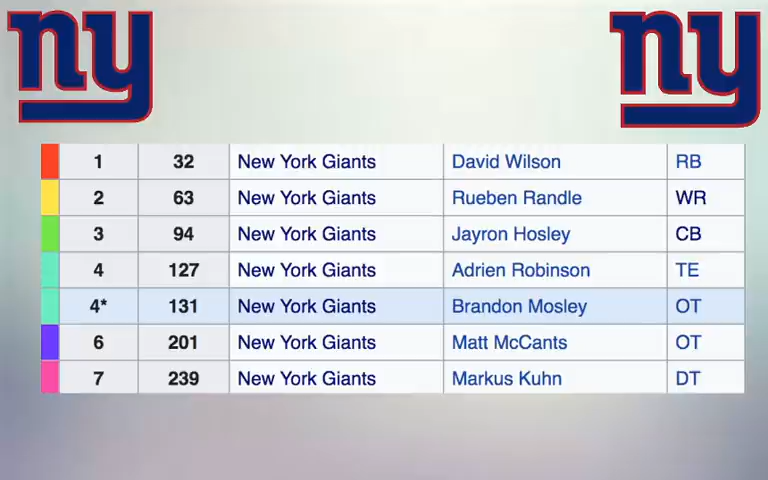 ny ny
1 32 New York Giants David Wilson RB
2 63 New York Giants Rueben Randle WR
3 94 New York Giants Jayron Hosley CB
4 127 New York Giants Adrien Robinson TE
4* 131 New York Giants Brandon Mosley OT
6 201 New York Giants Matt McCants OT
7 239 New York Giants Markus Kuhn DT